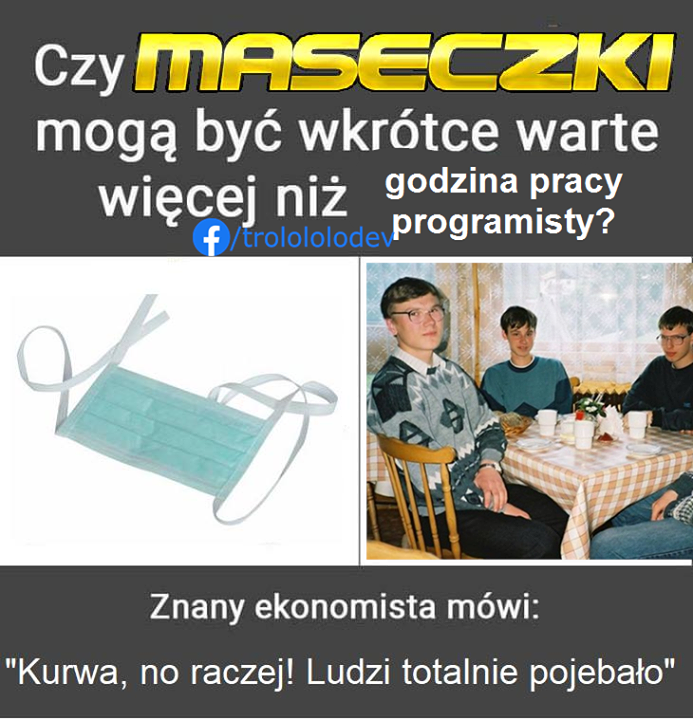 Czy MASECZKI
mogą być wkrótce warte
więcej niż godzina pracy
programisty?
/trolololodev
Znany ekonomista mówi:
"Kurwa, no raczej! Ludzi totalnie pojebało"